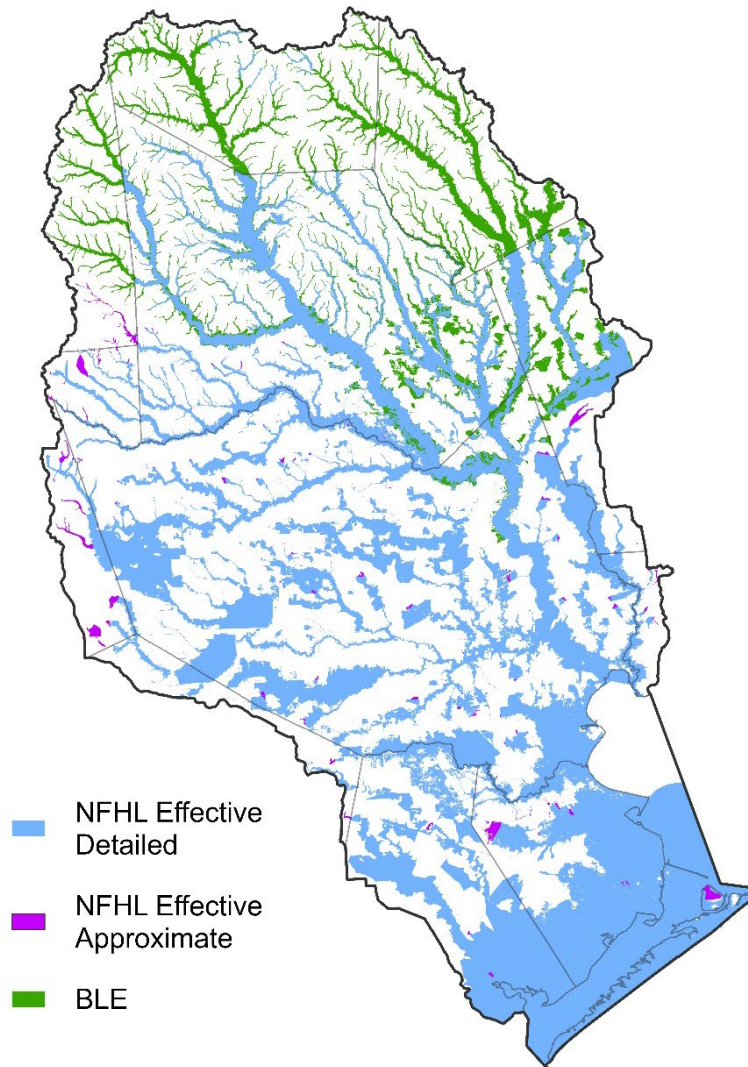 NFHL Effective
Detailed
NFHL Effective
Approximate
BLE